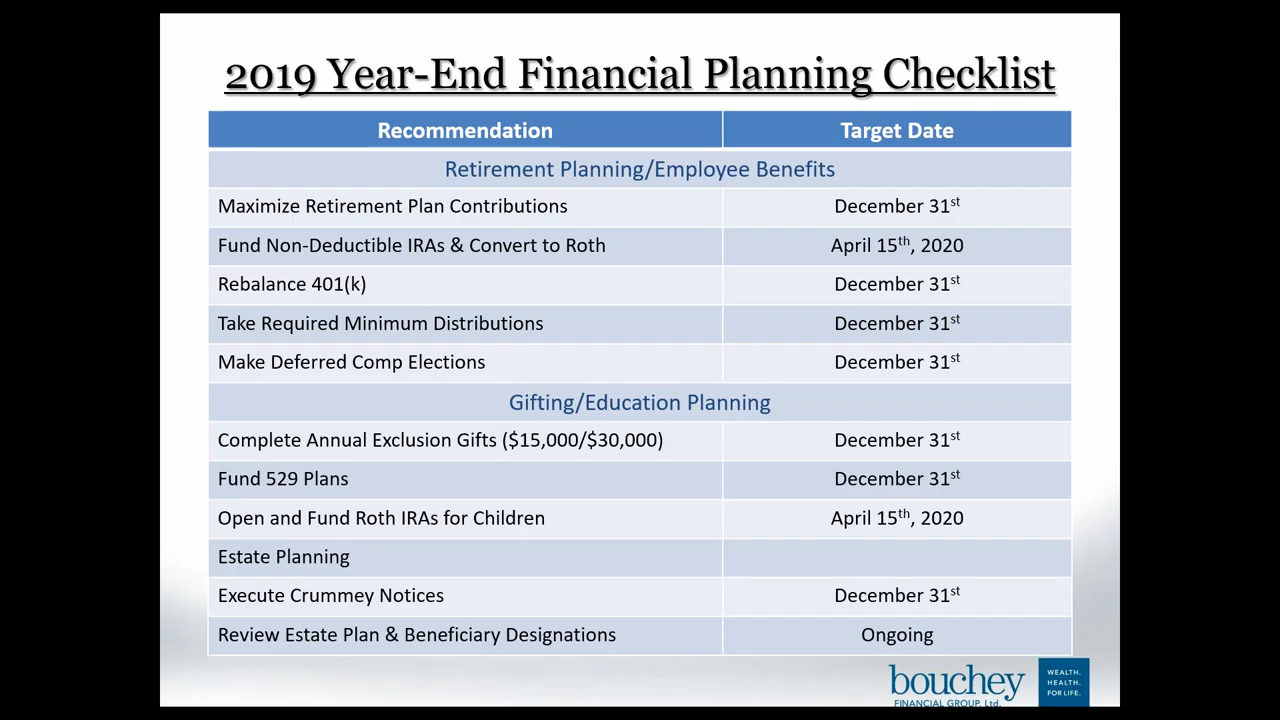 2019 Year-End Financial Planning Checklist
Recommendation Target Date
Retirement Planning/Employee Benefits
Maximize Retirement Plan Contributions December 31st
Fund Non-Deductible IRAs & Convert to Roth April 15th, 2020
Rebalance 401(k) December 31st
Take Required Minimum Distributions December 31st
Make Deferred Comp Elections December 31st
Gifting/Education Planning
Complete Annual Exclusion Gifts ($15,000/$30,000) December 31st
Fund 529 Plans December 31st
Open and Fund Roth IRAs for Children April 15th, 2020
Estate Planning
Execute Crummey Notices December 31st
Review Estate Plan & Beneficiary Designations Ongoing
bouchey
FINANCIAL GROUP, Ltd.
WEALTH.
HEALTH.
FOR LIFE.